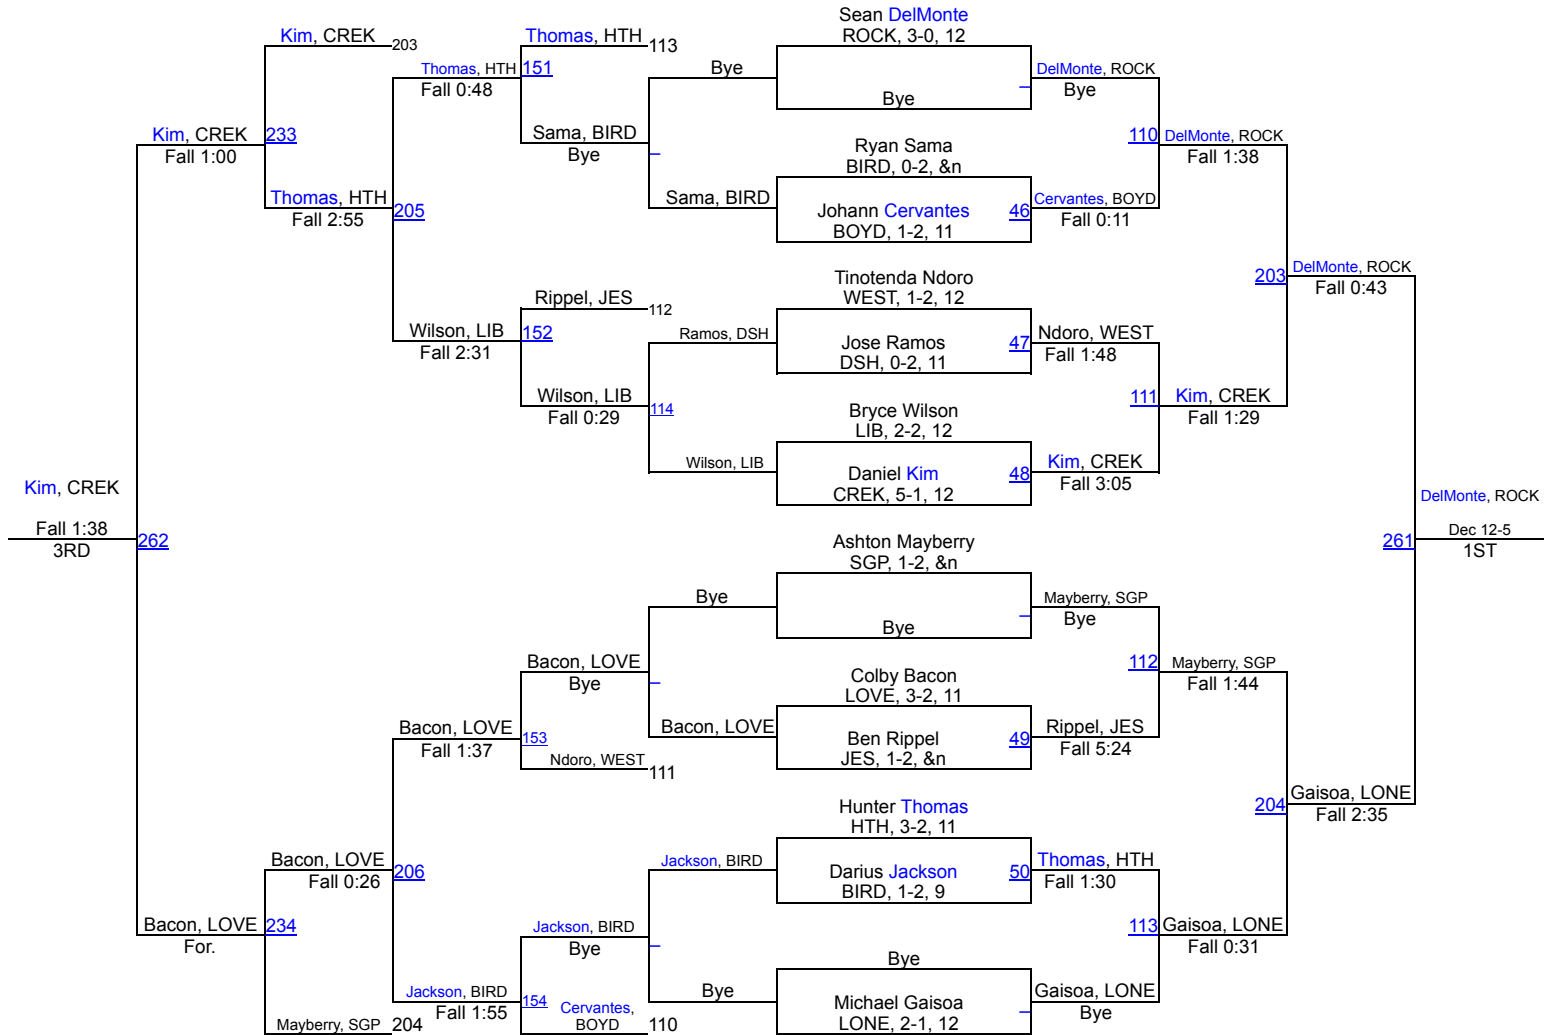 Sean DelMonte
ROCK, 3-0, 12
Bye
Ryan Sama
BIRD, 0-2, &n
Johann Cervantes 46
BOYD, 1-2, 11
Tinotenda Ndoro
WEST, 1-2, 12
Jose Ramos 47
DSH, 0-2, 11
Bryce Wilson
LIB, 2-2, 12
Daniel Kim 48
CREK, 5-1, 12
Ashton Mayberry
SGP, 1-2, &n
Bye
Colby Bacon
LOVE, 3-2, 11
Ben Rippel 49
JES, 1-2, &n
Hunter Thomas
HTH, 3-2, 11
Darius Jackson 50
BIRD, 1-2, 9
Bye
Michael Gaisoa
LONE, 2-1, 12
DelMonte, ROCK
Bye
Cervantes, BOYD
Fall 0:11
Ndoro, WEST
Fall 1:48
Kim, CREK
Fall 3:05
Mayberry, SGP
Bye
Rippel, JES
Fall 5:24
Thomas, HTH
Fall 1:30
Gaisoa, LONE
Bye
110 DelMonte, ROCK
Fall 1:38
111 Kim, CREK
Fall 1:29
112 Mayberry, SGP
Fall 1:44
113 Gaisoa, LONE
Fall 0:31
203 DelMonte, ROCK
Fall 0:43
204 Gaisoa, LONE
Fall 2:35
DelMonte, ROCK
261 Dec 12-5
1ST
Bye
Sama, BIRD
Ramos, DSH
114
Wilson, LIB
Bye
Bacon, LOVE
Jackson, BIRD
Bye
Thomas, HTH 113
151
Sama, BIRD
Bye
Rippel, JES 112
152
Wilson, LIB
Fall 0:29
Bacon, LOVE
Bye
153
Ndoro, WEST 111
Jackson, BIRD
Bye
154
Cervantes,
BOYD 110
Thomas, HTH
Fall 0:48
205
Wilson, LIB
Fall 2:31
Bacon, LOVE
Fall 1:37
206
Jackson, BIRD
Fall 1:55
Kim, CREK 203
233
Thomas, HTH
Fall 2:55
Bacon, LOVE
Fall 0:26
234
Mayberry, SGP 204
Kim, CREK
Fall 1:00
262
Bacon, LOVE
For.
Kim, CREK
Fall 1:38
3RD